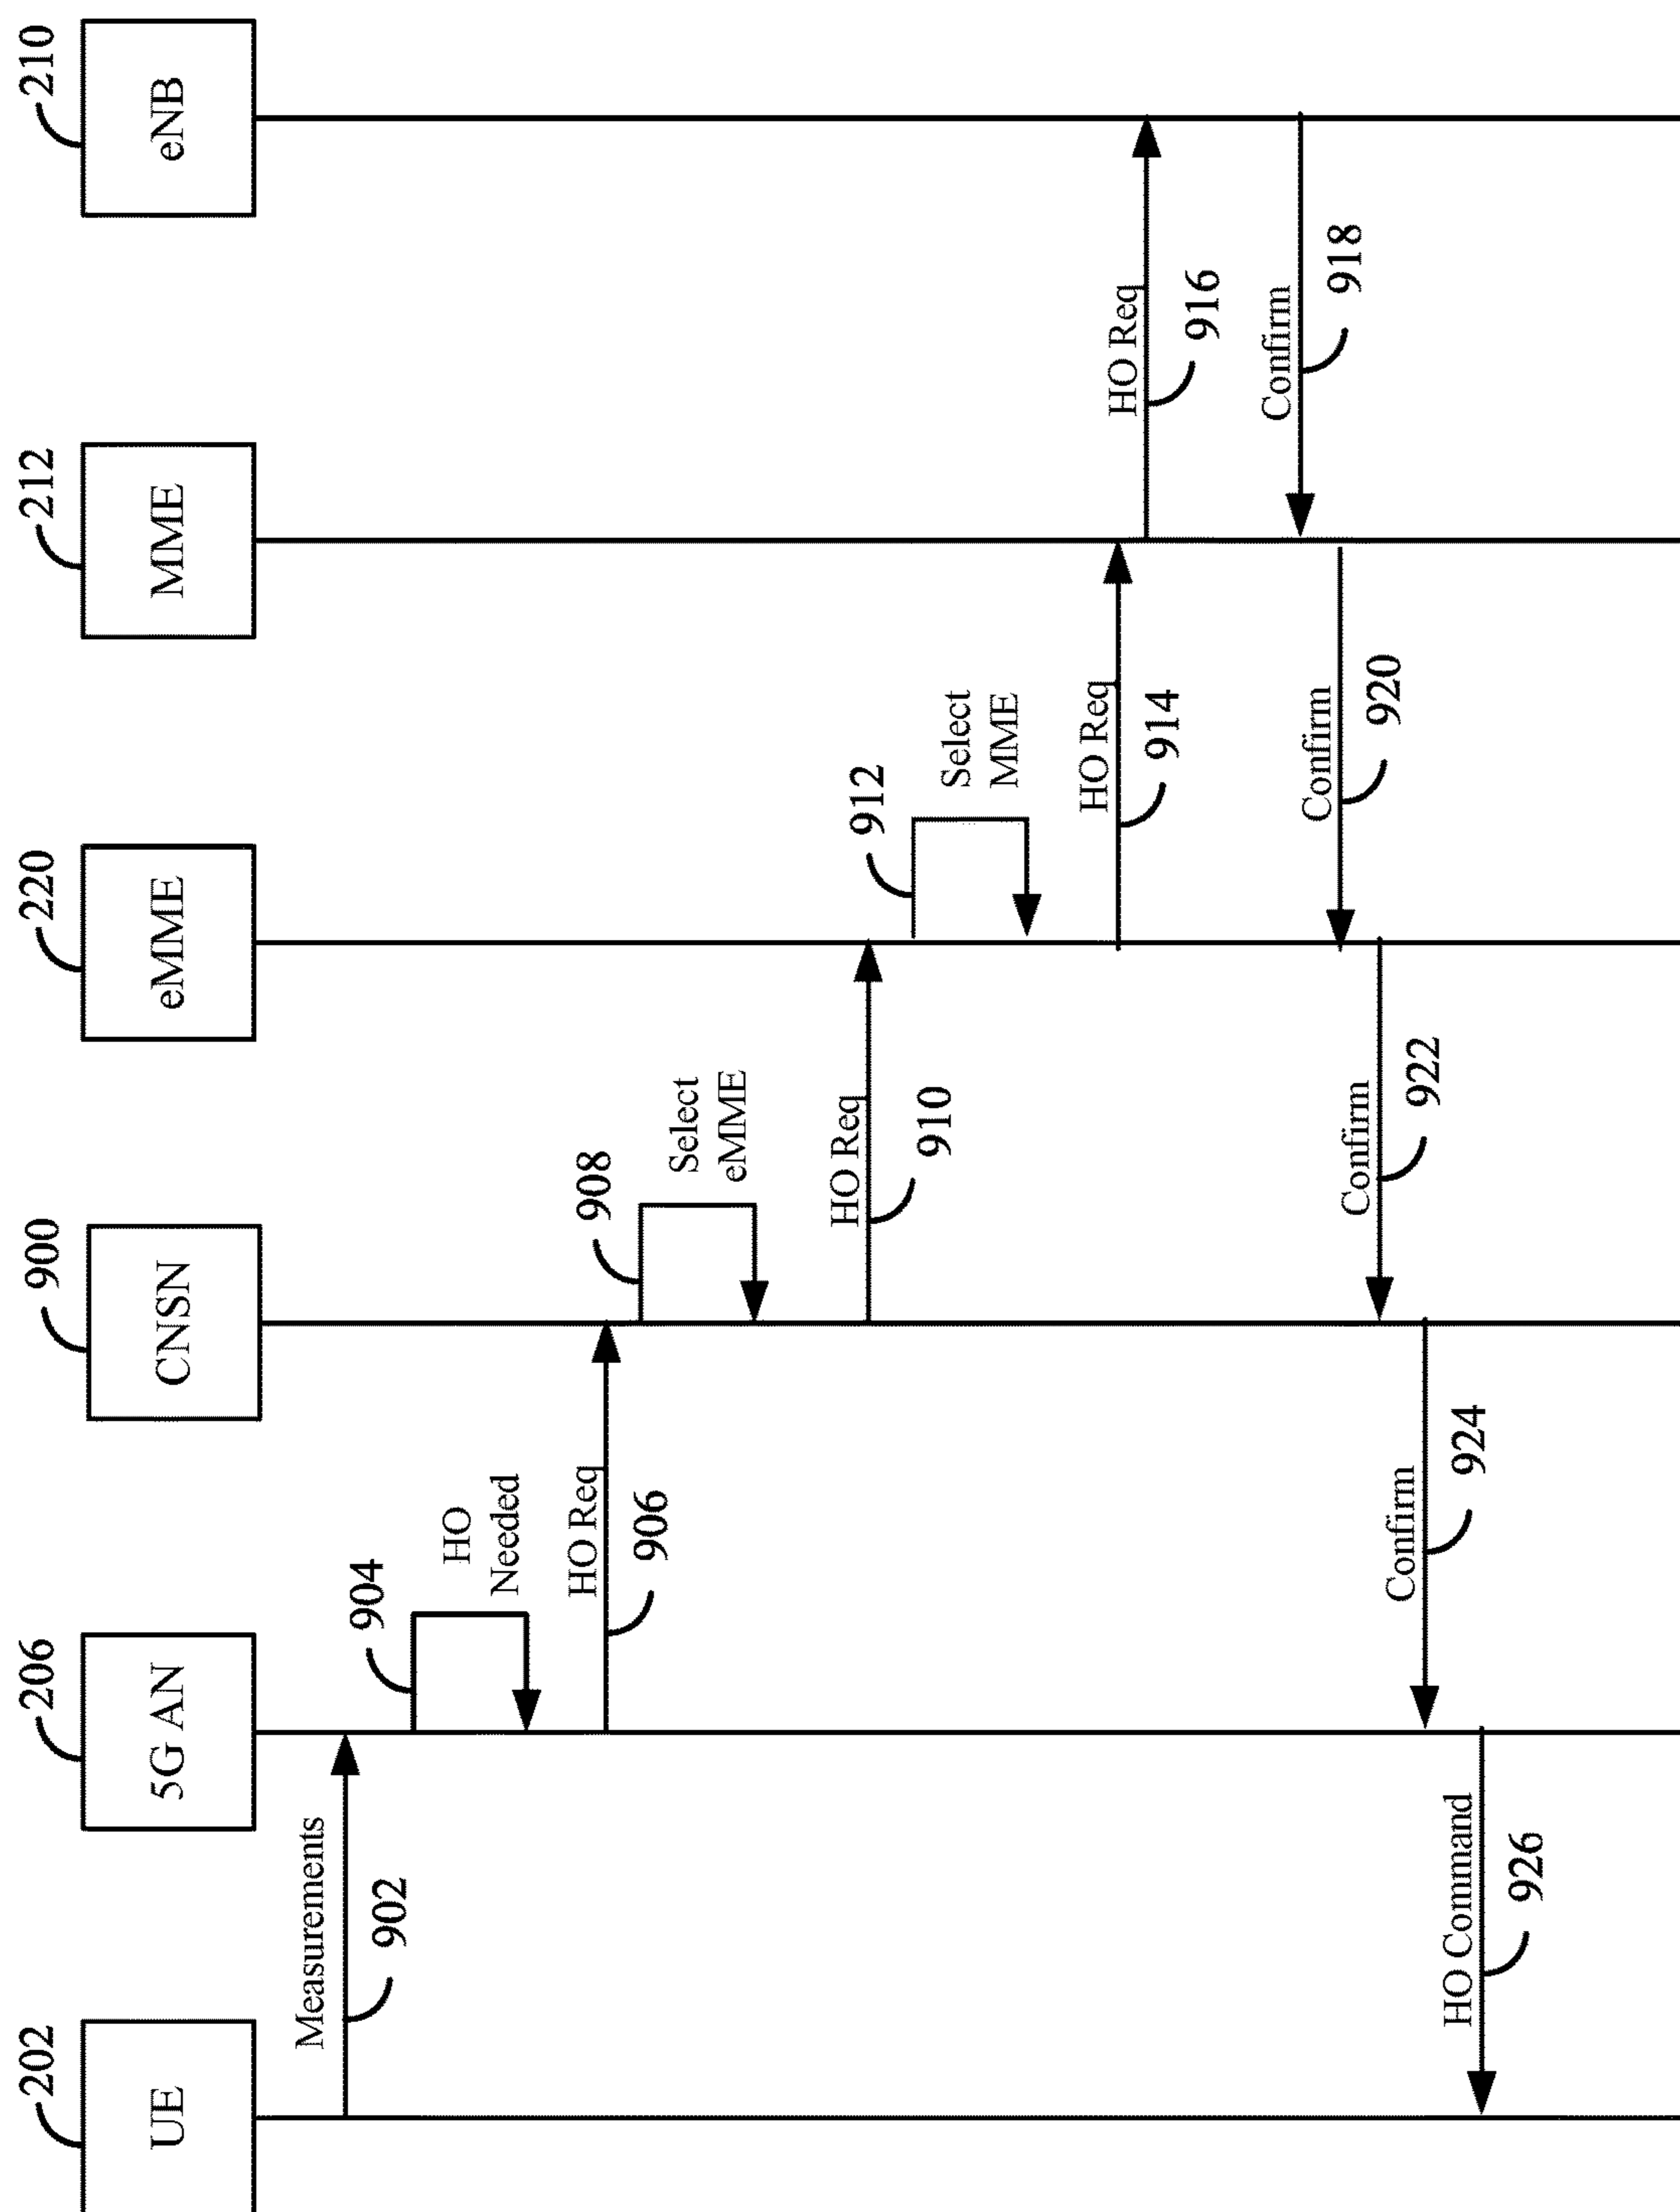 202
UE
206
5G AN
900
CNSN
220
eMME
212
MME
210
eNB
Measurements
902
904
HO
Needed
HO Req
906
908
Select
eMME
HO Req
910
912
Select
MME
HO Req
914
HO Req
916
Confirm
918
Confirm
920
Confirm
922
Confirm
924
HO Command
926